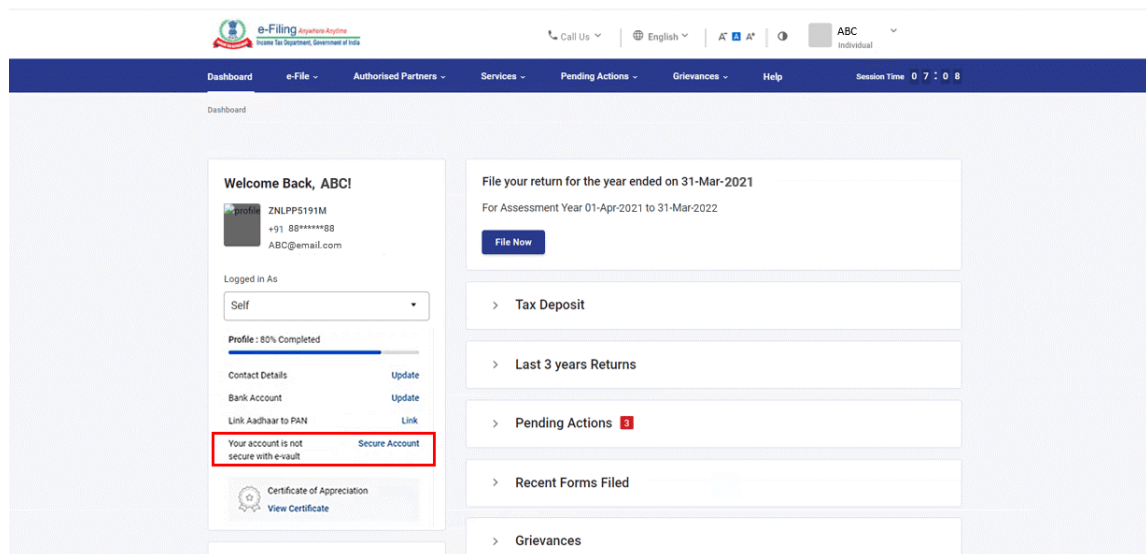 e-Filing Anywhere Anytime
Income Tax Department, Government of India
Call Us
English
A- A A+
ABC
Individual
Dashboard e-File Authorised Partners Services Pending Actions Grievances Help Session Time 0 7 : 0 8
Dashboard
Welcome Back, ABC!
profile
ZNLPP5191M
+91 88******88
ABC@email.com
Logged in As
Self
Profile : 80% Completed
Contact Details Update
Bank Account Update
Link Aadhaar to PAN Link
Your account is not Secure Account
secure with e-vault
Certificate of Appreciation
View Certificate
File your return for the year ended on 31-Mar-2021
For Assessment Year 01-Apr-2021 to 31-Mar-2022
File Now
Tax Deposit
Last 3 years Returns
Pending Actions 3
Recent Forms Filed
Grievances